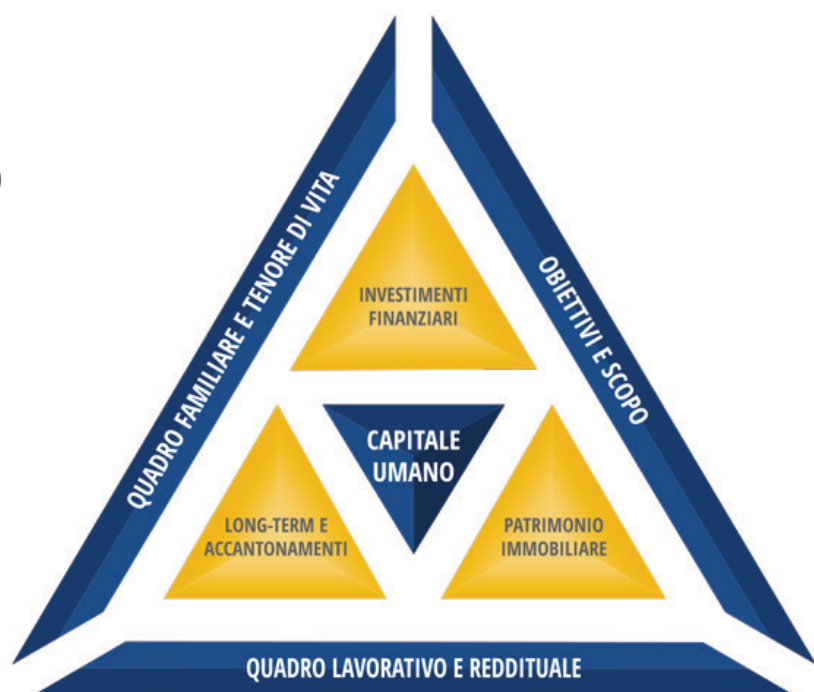 QUADRO FAMILIARE E TENORE DI VITA
OBIETTIVI E SCOPO
INVESTIMENTI
FINANZIARI
CAPITALE
UMANO
LONG-TERM E
ACCANTONAMENTI
PATRIMONIO
IMMOBILIARE
QUADRO LAVORATIVO E REDDITUALE